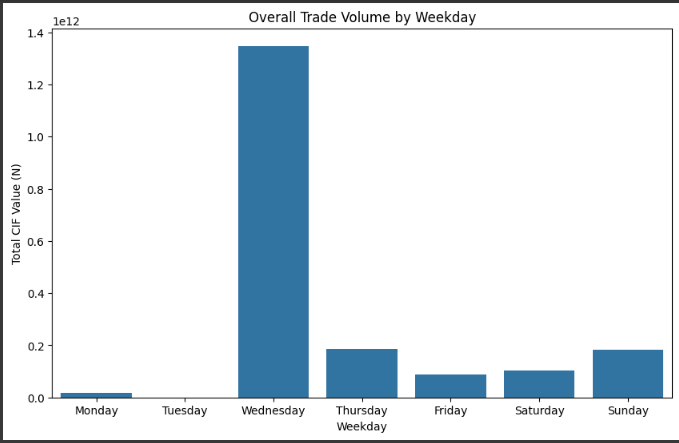 Overall Trade Volume by Weekday
1e12
1.4
1.2
1.0
0.8
0.6
0.4
0.2
0.0
Total CIF Value (N)
Monday Tuesday Wednesday Thursday Friday Saturday Sunday
Weekday